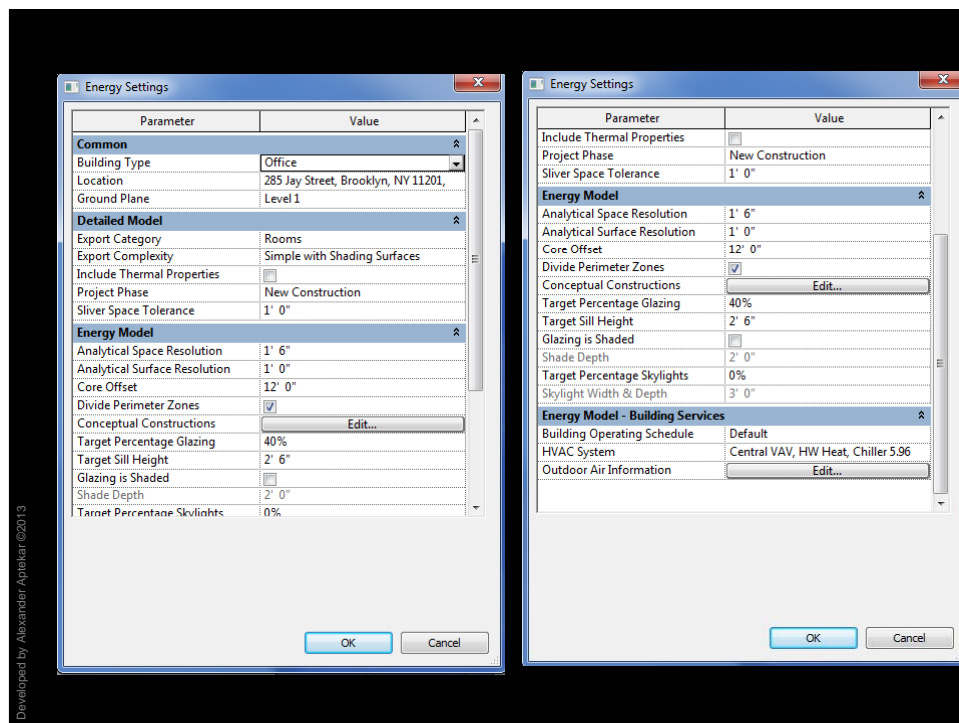 Energy Settings
Parameter Value
Common
Building Type Office
Location 285 Jay Street, Brooklyn, NY 11201,
Ground Plane Level 1
Detailed Model
Export Category Rooms
Export Complexity Simple with Shading Surfaces
Include Thermal Properties
Project Phase New Construction
Sliver Space Tolerance 1' 0"
Energy Model
Analytical Space Resolution 1' 6"
Analytical Surface Resolution 1' 0"
Core Offset 12' 0"
Divide Perimeter Zones
Conceptual Constructions Edit...
Target Percentage Glazing 40%
Target Sill Height 2' 6"
Glazing is Shaded
Shade Depth 2' 0"
Target Percentage Skylights 0%
OK Cancel
Energy Settings
Parameter Value
Include Thermal Properties
Project Phase New Construction
Sliver Space Tolerance 1' 0"
Energy Model
Analytical Space Resolution 1' 6"
Analytical Surface Resolution 1' 0"
Core Offset 12' 0"
Divide Perimeter Zones
Conceptual Constructions Edit...
Target Percentage Glazing 40%
Target Sill Height 2' 6"
Glazing is Shaded
Shade Depth 2' 0"
Target Percentage Skylights 0%
Skylight Width & Depth 3' 0"
Energy Model - Building Services
Building Operating Schedule Default
HVAC System Central VAV, HW Heat, Chiller 5.96
Outdoor Air Information Edit...
OK Cancel
Developed by Alexander Aptekar ©2013